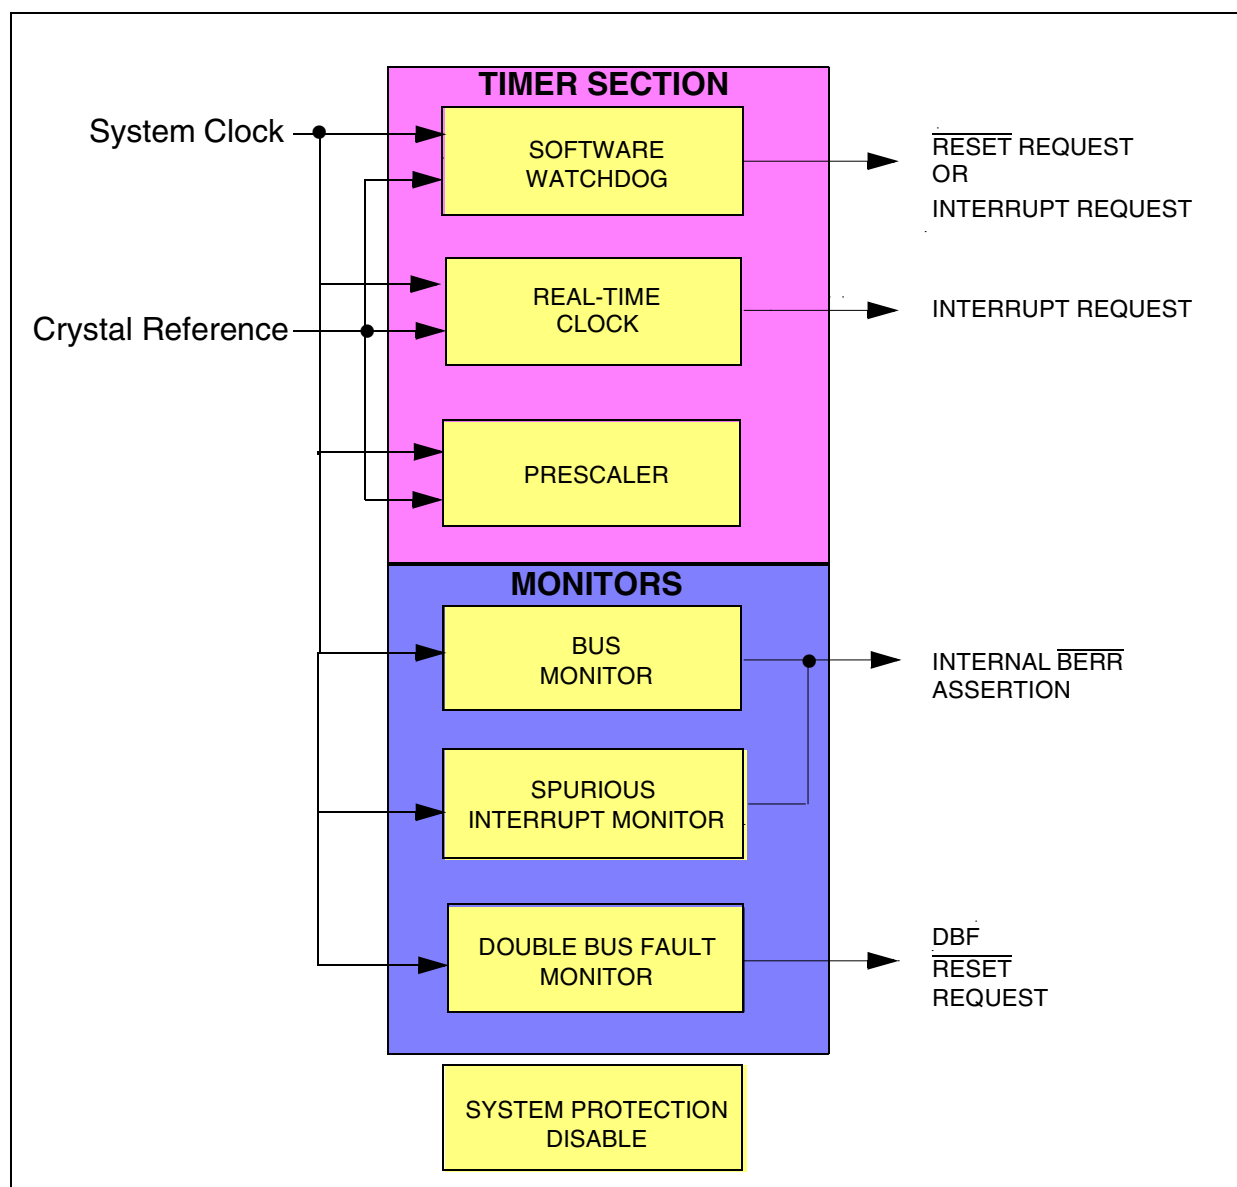 TIMER SECTION
System Clock
SOFTWARE
WATCHDOG
RESET REQUEST
OR
INTERRUPT REQUEST
REAL-TIME
CLOCK
INTERRUPT REQUEST
Crystal Reference
PRESCALER
MONITORS
BUS
MONITOR
INTERNAL BERR
ASSERTION
SPURIOUS
INTERRUPT MONITOR
DOUBLE BUS FAULT
MONITOR
DBF
RESET
REQUEST
SYSTEM PROTECTION
DISABLE